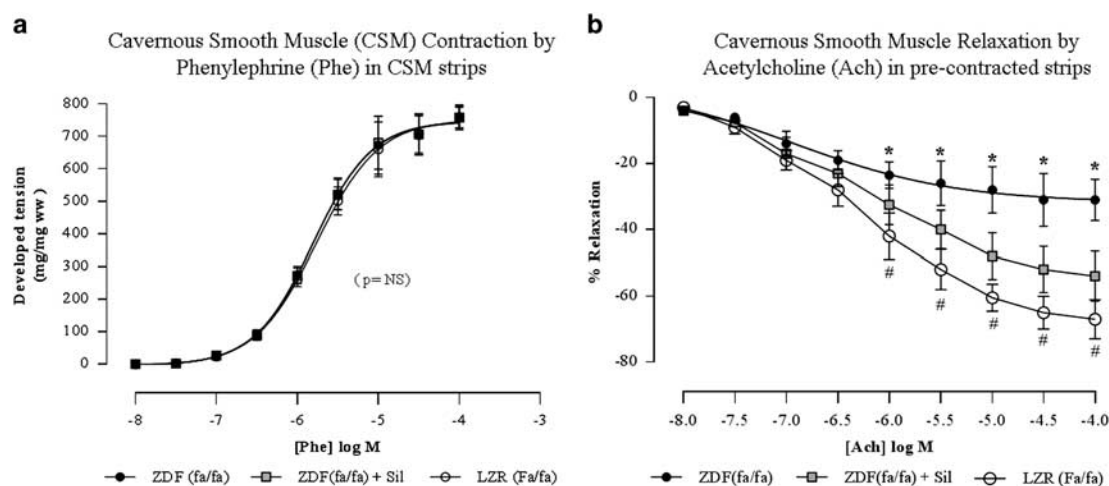 a
Cavernous Smooth Muscle (CSM) Contraction by
Phenylephrine (Phe) in CSM strips
Developed tension
(mg/mg ww)
800
700
600
500
400
300
200
100
0
(p=NS)
-8 -7 -6 -5 -4 -3
[Phe] log M
ZDF (fa/fa) ZDF(fa/fa) + Sil LZR (Fa/fa)
b
Cavernous Smooth Muscle Relaxation by
Acetylcholine (Ach) in pre-contracted strips
% Relaxation
0
-20
-40
-60
-80
* * * * *
# # # # #
-8.0 -7.5 -7.0 -6.5 -6.0 -5.5 -5.0 -4.5 -4.0
[Ach] log M
ZDF(fa/fa) ZDF(fa/fa) + Sil LZR (Fa/fa)